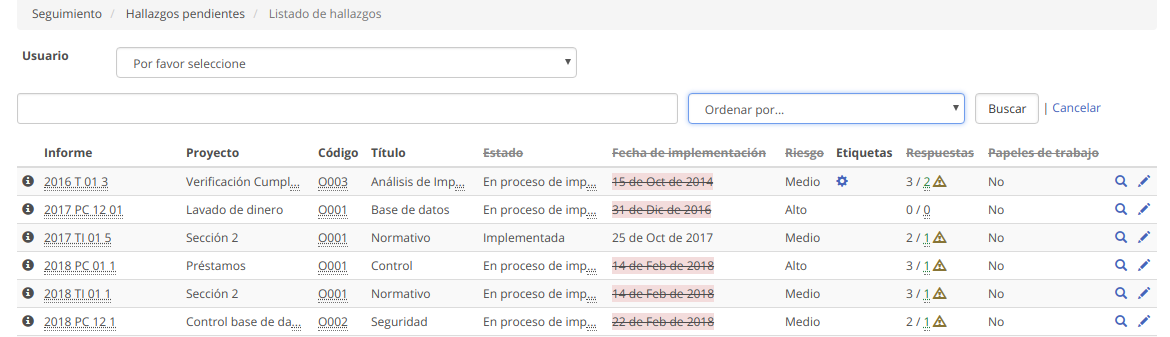 Seguimiento / Hallazgos pendientes / Listado de hallazgos
Usuario Por favor seleccione
Ordenar por... Buscar | Cancelar
Informe Proyecto Código Título Estado Fecha de implementación Riesgo Etiquetas Respuestas Papeles de trabajo
2016 T 01 3 Verificación Cumpl... O003 Análisis de Imp... En proceso de imp... 15 de Oct de 2014 Medio 3 / 2 No
2017 PC 12 01 Lavado de dinero O001 Base de datos En proceso de imp... 31 de Dic de 2016 Alto 0 / 0 No
2017 TI 01 5 Sección 2 O001 Normativo Implementada 25 de Oct de 2017 Medio 2 / 1 No
2018 PC 01 1 Préstamos O001 Control En proceso de imp... 14 de Feb de 2018 Alto 3 / 1 No
2018 TI 01 1 Sección 2 O001 Normativo En proceso de imp... 14 de Feb de 2018 Medio 3 / 1 No
2018 PC 12 1 Control base de da... O002 Seguridad En proceso de imp... 22 de Feb de 2018 Medio 2 / 1 No